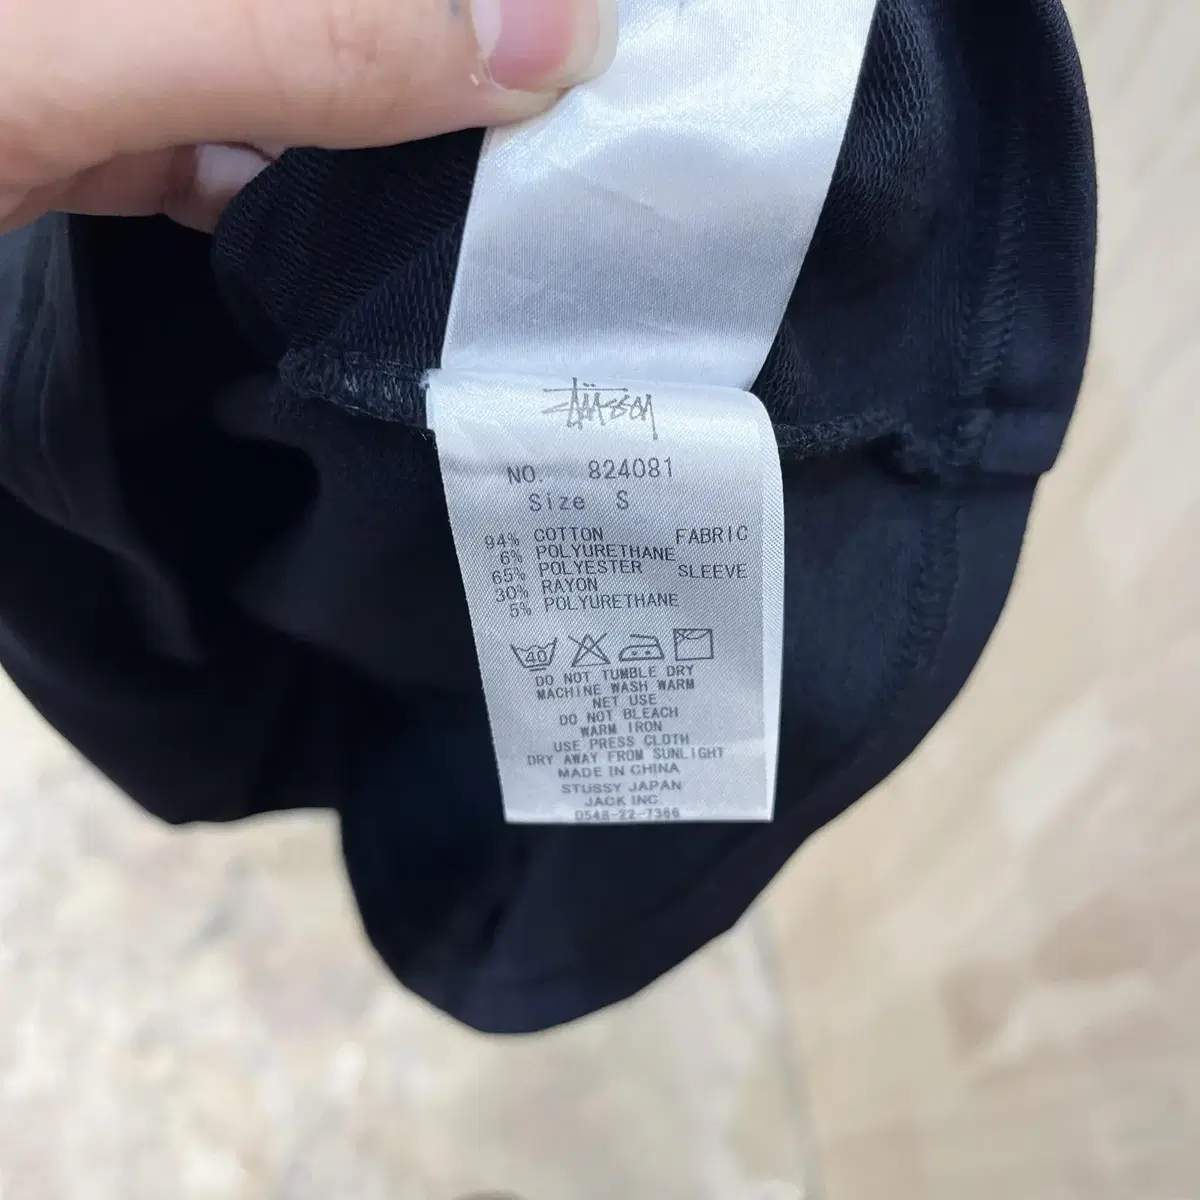 STÜSSY
NO. 824081
Size S
94% COTTON FABRIC
6% POLYURETHANE
65% POLYESTER SLEEVE
30% RAYON
5% POLYURETHANE
40
DO NOT TUMBLE DRY
MACHINE WASH WARM
NET USE
DO NOT BLEACH
WARM IRON
USE PRESS CLOTH
DRY AWAY FROM SUNLIGHT
MADE IN CHINA
STUSSY JAPAN
JACK INC.
D548-22-7366